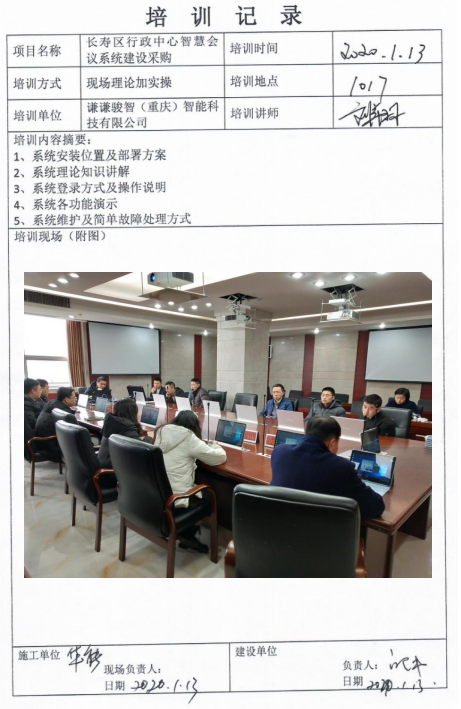 培训记录
项目名称
长寿区行政中心智慧会
议系统建设采购
培训时间
2020.1.13
培训方式
现场理论加实操
培训地点
1017
培训单位
谦谦骏智（重庆）智能科
技有限公司
培训讲师
培训内容摘要：
1、系统安装位置及部署方案
2、系统理论知识讲解
3、系统登录方式及操作说明
4、系统各功能演示
5、系统维护及简单故障处理方式
培训现场（附图）
施工单位
现场负责人：
日期 2020.1.13
建设单位
负责人：
日期 2020.1.13.